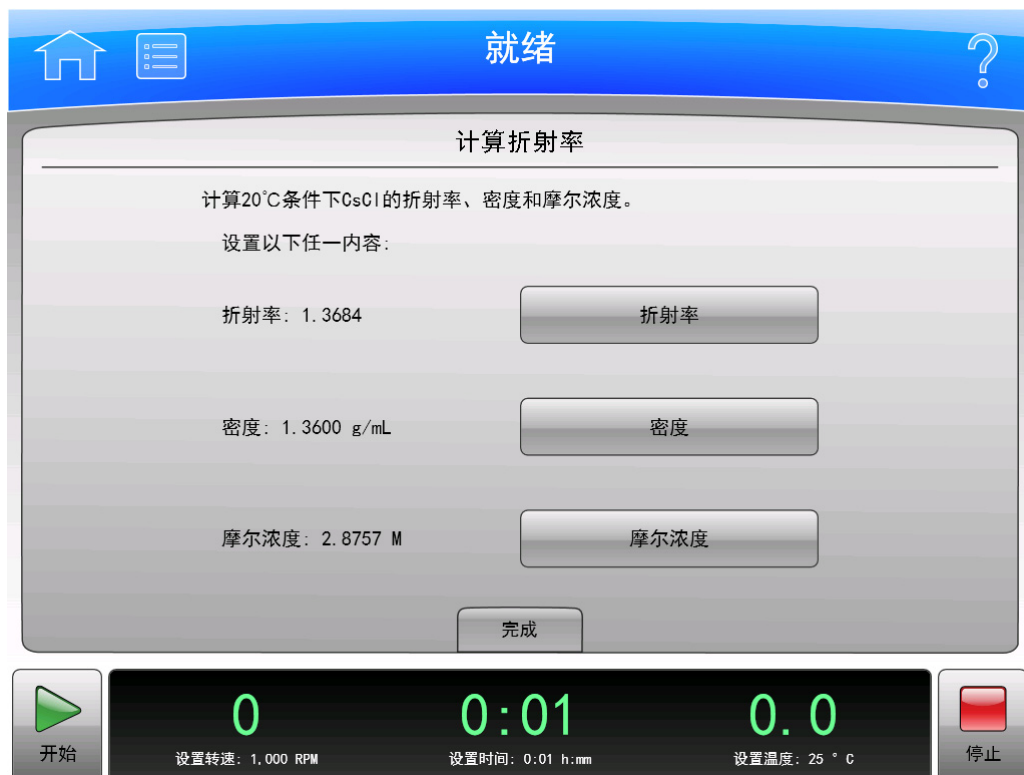 就绪
计算折射率
计算20℃条件下CsCl的折射率、密度和摩尔浓度。
设置以下任一内容:
折射率: 1.3684
折射率
密度: 1.3600 g/mL
密度
摩尔浓度: 2.8757 M
摩尔浓度
完成
开始
0
0:01
0.0
设置转速: 1,000 RPM
设置时间: 0:01 h:mm
设置温度: 25 ° C
停止